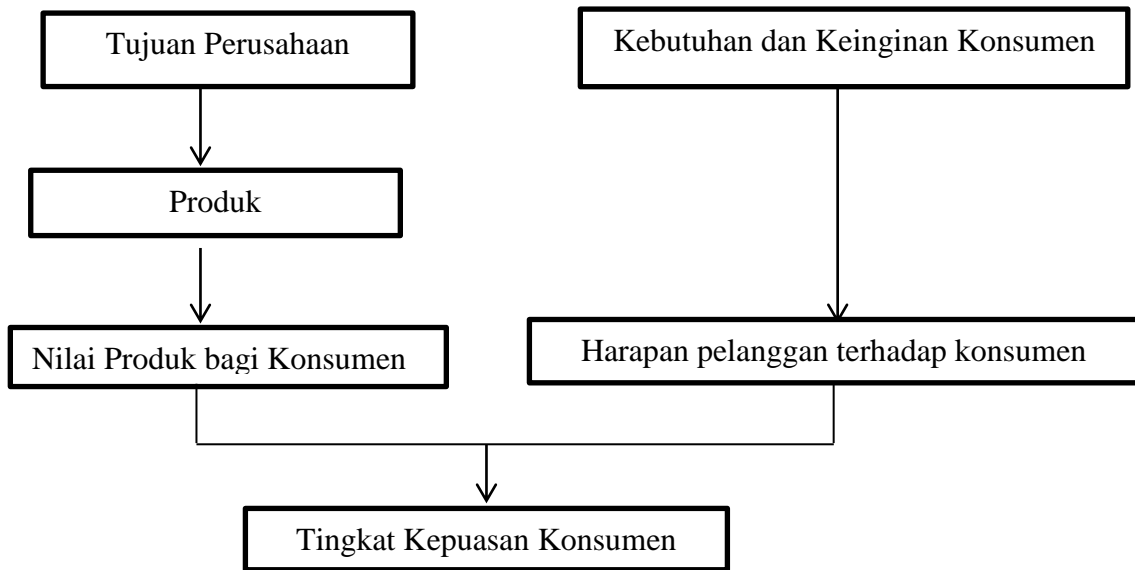 Tujuan Perusahaan
Kebutuhan dan Keinginan Konsumen
Produk
Nilai Produk bagi Konsumen
Harapan pelanggan terhadap konsumen
Tingkat Kepuasan Konsumen